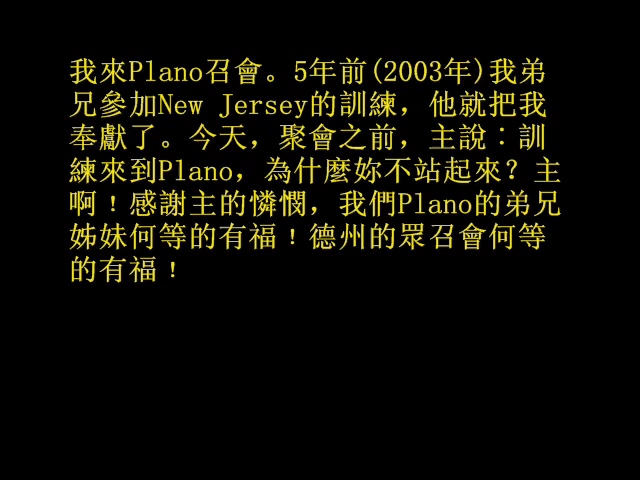 我來Plano召會。5年前(2003年)我弟
兄參加New Jersey的訓練，他就把我
奉獻了。今天，聚會之前，主說：訓
練來到Plano，為什麼妳不站起來？主
啊！感謝主的憐憫，我們Plano的弟兄
姊妹何等的有福！德州的眾召會何等
的有福！